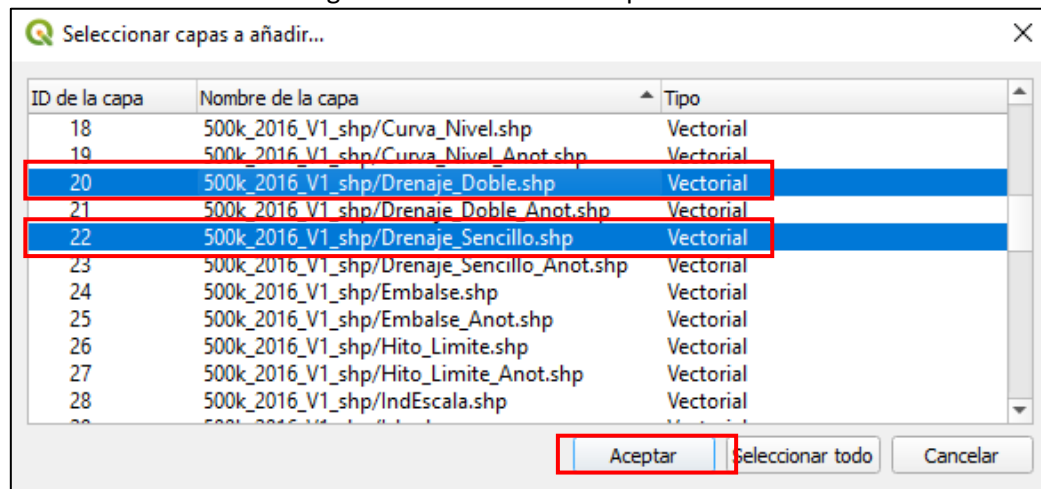 Seleccionar capas a añadir...
ID de la capa Nombre de la capa Tipo
18 500k_2016_V1_shp/Curva_Nivel.shp Vectorial
19 500k_2016_V1_shp/Curva_Nivel_Anot.shp Vectorial
20 500k_2016_V1_shp/Drenaje_Doble.shp Vectorial
21 500k_2016_V1_shp/Drenaje_Doble_Anot.shp Vectorial
22 500k_2016_V1_shp/Drenaje_Sencillo.shp Vectorial
23 500k_2016_V1_shp/Drenaje_Sencillo_Anot.shp Vectorial
24 500k_2016_V1_shp/Embalse.shp Vectorial
25 500k_2016_V1_shp/Embalse_Anot.shp Vectorial
26 500k_2016_V1_shp/Hito_Limite.shp Vectorial
27 500k_2016_V1_shp/Hito_Limite_Anot.shp Vectorial
28 500k_2016_V1_shp/IndEscala.shp Vectorial
Aceptar Seleccionar todo Cancelar